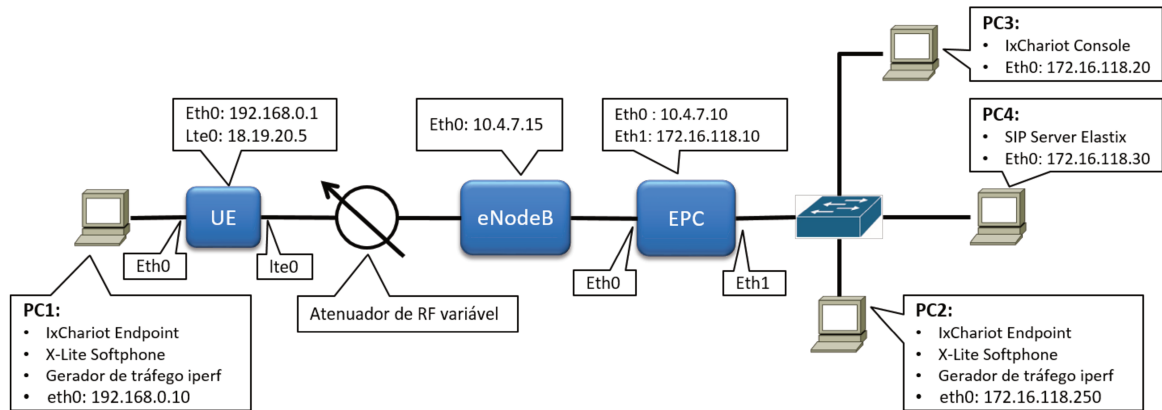 PC3:
• IxChariot Console
• Eth0: 172.16.118.20
Eth0: 192.168.0.1
Lte0: 18.19.20.5
Eth0: 10.4.7.15
Eth0 : 10.4.7.10
Eth1: 172.16.118.10
PC4:
• SIP Server Elastix
• Eth0: 172.16.118.30
UE
eNodeB
EPC
Eth0
lte0
Eth0
Eth1
Atenuador de RF variável
PC1:
• IxChariot Endpoint
• X-Lite Softphone
• Gerador de tráfego iperf
• eth0: 192.168.0.10
PC2:
• IxChariot Endpoint
• X-Lite Softphone
• Gerador de tráfego iperf
• eth0: 172.16.118.250